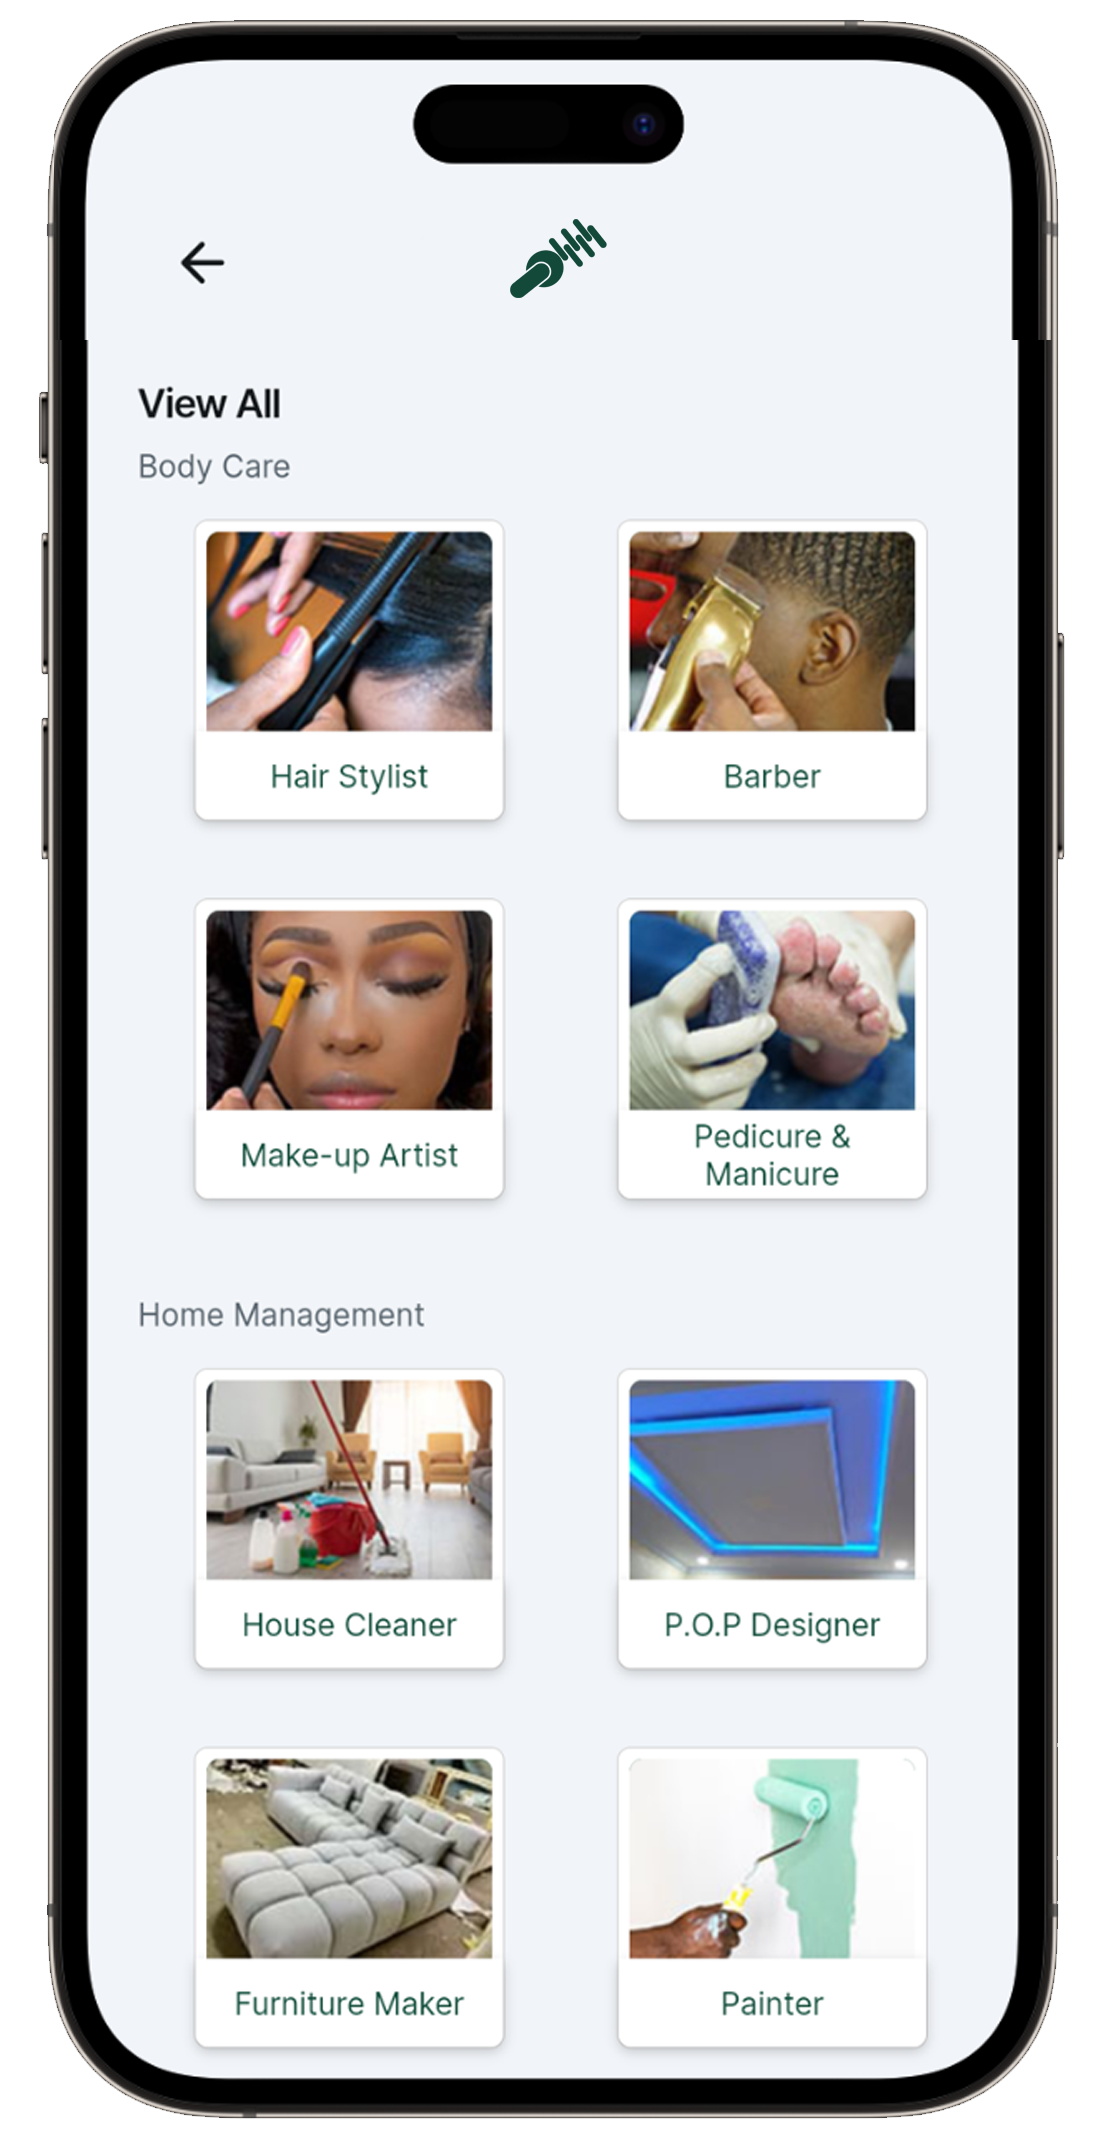 View All
Body Care
Hair Stylist
Barber
Make-up Artist
Pedicure &
Manicure
Home Management
House Cleaner
P.O.P Designer
Furniture Maker
Painter